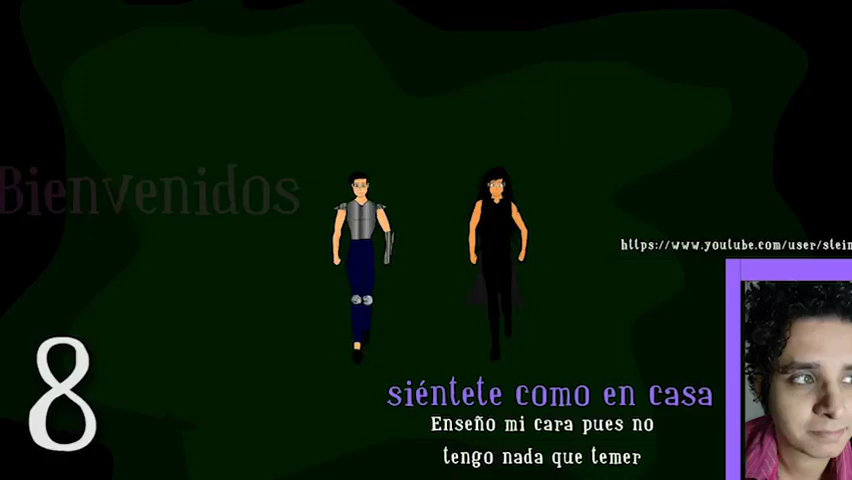 Bienvenidos
https://www.youtube.com/user/stein
8
siéntete como en casa
Enseño mi cara pues no
tengo nada que temer